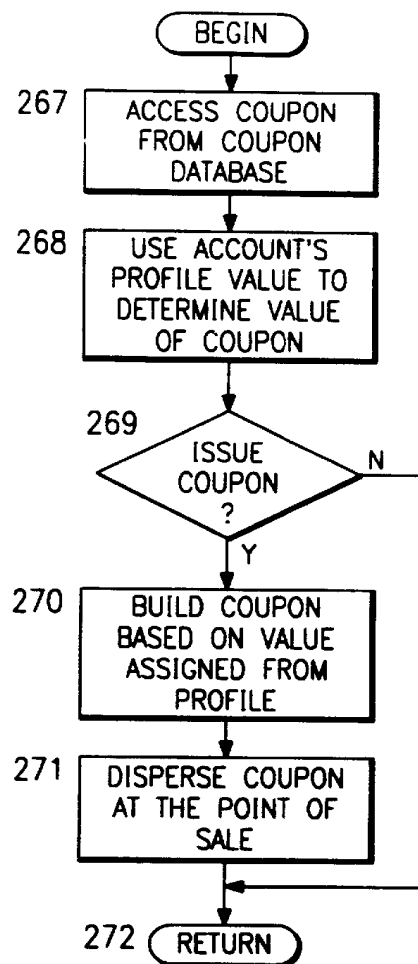 BEGIN
267
ACCESS COUPON
FROM COUPON
DATABASE
268
USE ACCOUNT'S
PROFILE VALUE TO
DETERMINE VALUE
OF COUPON
269
ISSUE
COUPON
?
N
Y
270
BUILD COUPON
BASED ON VALUE
ASSIGNED FROM
PROFILE
271
DISPERSE COUPON
AT THE POINT OF
SALE
272
RETURN